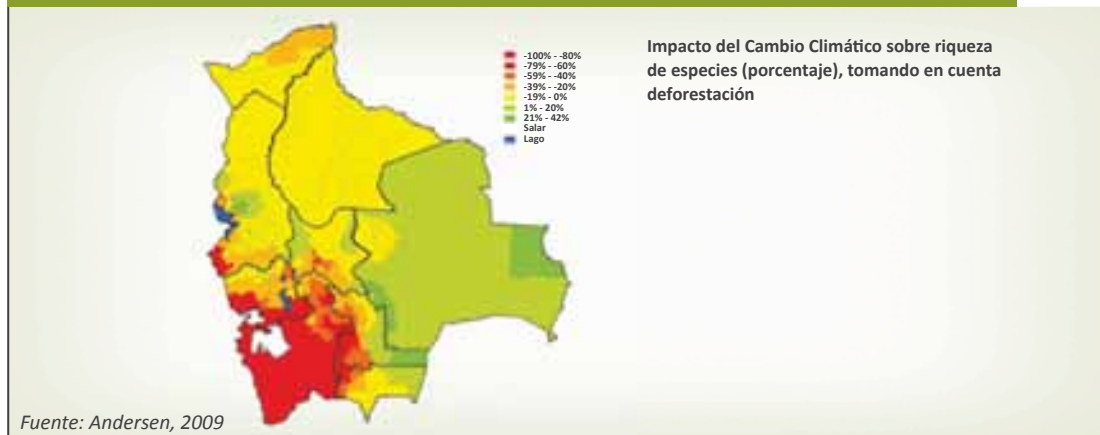 -100% - -80%
-79% - -60%
-59% - -40%
-39% - -20%
-19% - 0%
1% - 20%
21% - 42%
Salar
Lago
Impacto del Cambio Climático sobre riqueza
de especies (porcentaje), tomando en cuenta
deforestación
Fuente: Andersen, 2009